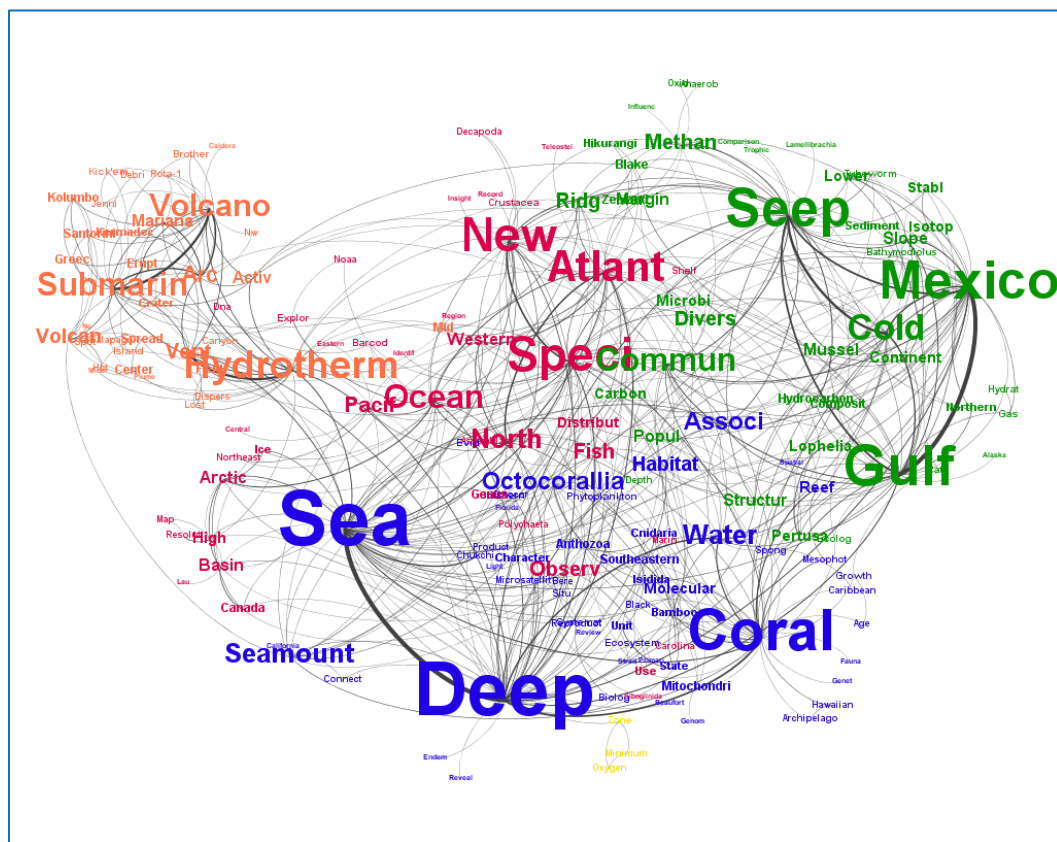 Oxid
Anaerob
Influenc
Decapoda
Methan
Comparison
Hikurangi
Teleostei
Trophic
Lamellibrachia
Caldera
Brother
Blake
Kick'em
Debri
Rota-1
Lower
Stabl
Insight
Record
Crustacea
Ridg
Margin
Seep
Kolumbo
Jenni
Volcano
Mariana
Sediment
Isotop
Santorini
Kermadec
Nw
New
Slope
Bathymodiolus
Greec
Erupt
Noaa
Atlant
Shelf
Submarin
Arc
Activ
Mexico
Crater
Dna
Microbi
Explor
Region
Divers
Cold
Volcan
Spread
Canyon
Eastern
Barcod
Mid
Western
Identif
Island
Vent
Speci
Commun
Mussel
Continent
Center
Hydrotherm
Plume
Dispers
Lost
Pacif
Ocean
Carbon
Hydrocarbon
Composit
Northern
Hydrat
Gas
Central
North
Distribut
Associ
Popul
Lophelia
Ice
Northeast
Fish
Habitat
Gulf
Alaska
Arctic
Octocorallia
Depth
Reef
Phytoplankton
Structur
Florida
Map
Sea
Polychaeta
Resolut
High
Cnidaria
Water
Pertusa
Product
Anthozoa
Spong
Chukchi
Character
Southeastern
Mesophot
Basin
Light
Observ
Isidida
Growth
Lau
Microsatellit
Situ
Molecular
Caribbean
Canada
Black
Bamboo
Unit
Coral
Age
Review
California
Ecosystem
Carolina
Seamount
State
Fauna
Connect
Use
Genet
Deep
Biolog
Mitochondri
Beaufort
Hawaiian
Archipelago
Zone
Genom
Endem
Minimum
Oxygen
Reveal